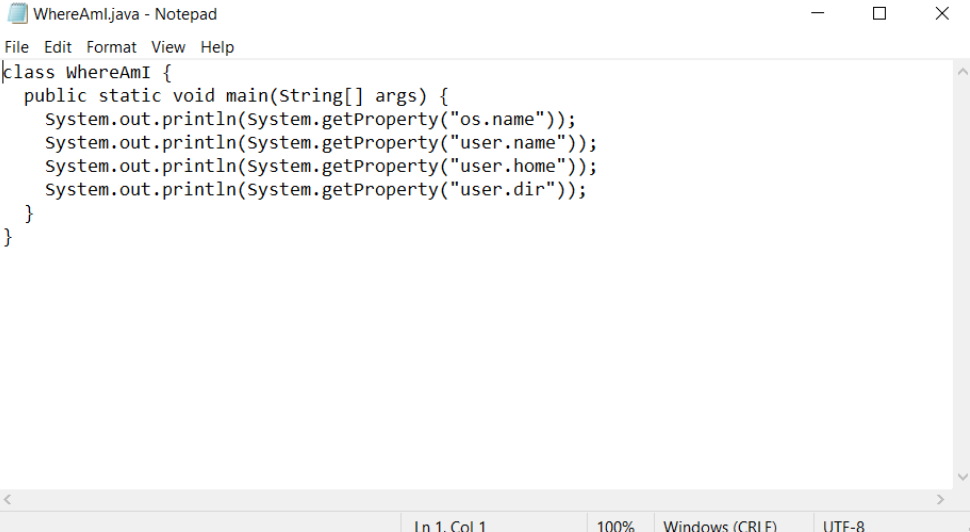 WhereAmI.java - Notepad
File Edit Format View Help
class WhereAmI {
  public static void main(String[] args) {
    System.out.println(System.getProperty("os.name"));
    System.out.println(System.getProperty("user.name"));
    System.out.println(System.getProperty("user.home"));
    System.out.println(System.getProperty("user.dir"));
  }
}
Ln 1, Col 1 100% Windows (CRLF) UTF-8